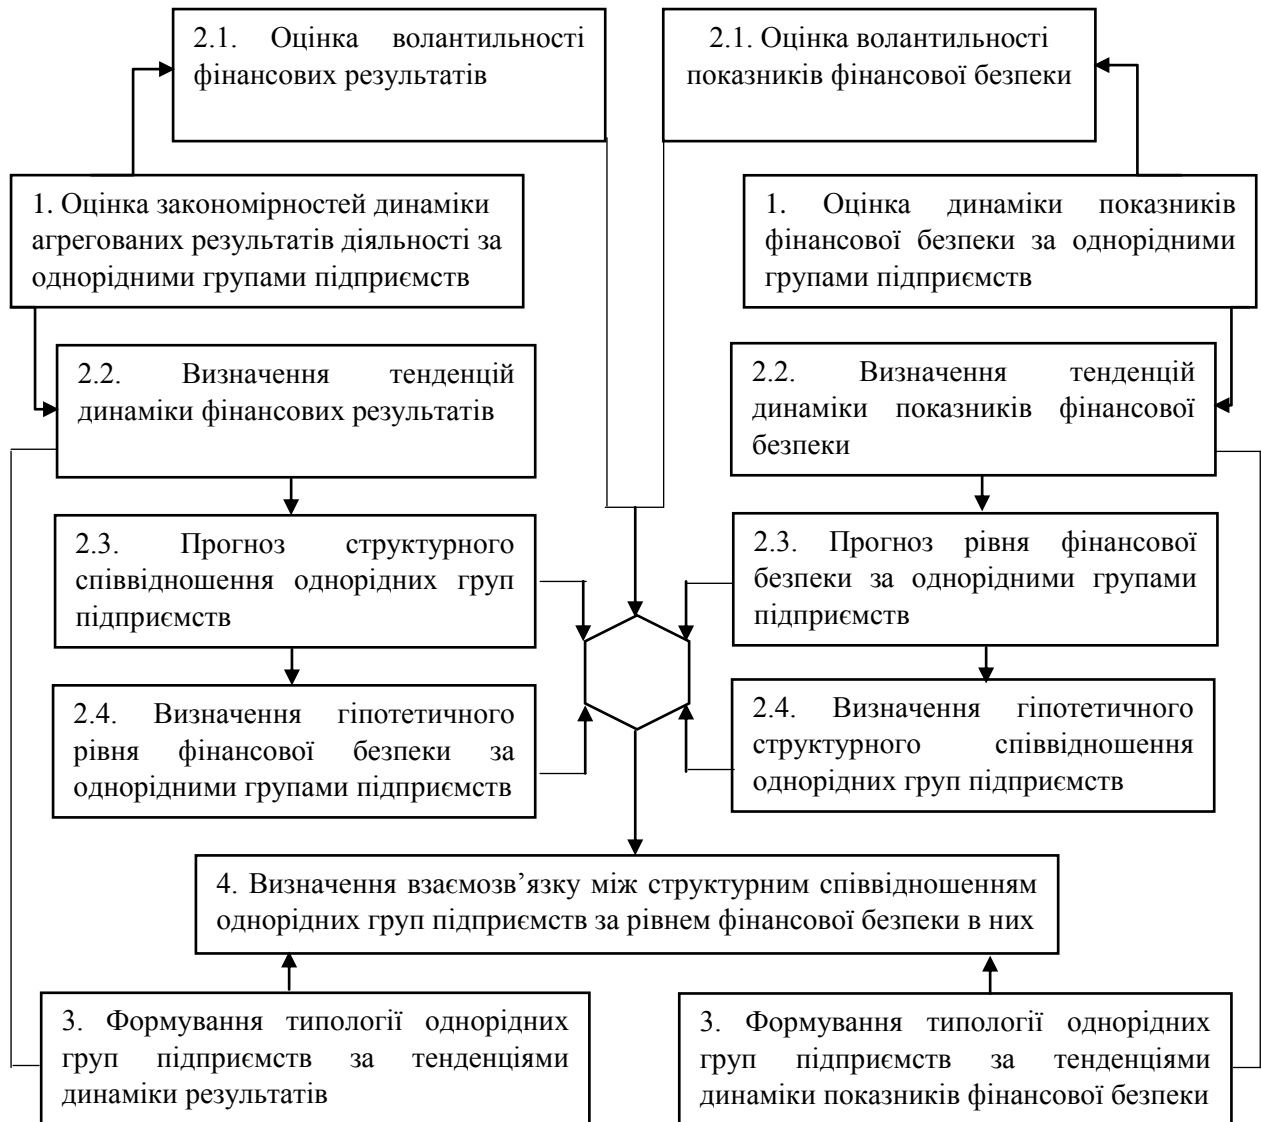 2.1. Оцінка волантильності
фінансових результатів
2.1. Оцінка волантильності
показників фінансової безпеки
1. Оцінка закономірностей динаміки
агрегованих результатів діяльності за
однорідними групами підприємств
1. Оцінка динаміки показників
фінансової безпеки за однорідними
групами підприємств
2.2. Визначення тенденцій
динаміки фінансових результатів
2.2. Визначення тенденцій
динаміки показників фінансової
безпеки
2.3. Прогноз структурного
співвідношення однорідних груп
підприємств
2.3. Прогноз рівня фінансової
безпеки за однорідними групами
підприємств
2.4. Визначення гіпотетичного
рівня фінансової безпеки за
однорідними групами підприємств
2.4. Визначення гіпотетичного
структурного співвідношення
однорідних груп підприємств
4. Визначення взаємозв’язку між структурним співвідношенням
однорідних груп підприємств за рівнем фінансової безпеки в них
3. Формування типології однорідних
груп підприємств за тенденціями
динаміки результатів
3. Формування типології однорідних
груп підприємств за тенденціями
динаміки показників фінансової безпеки